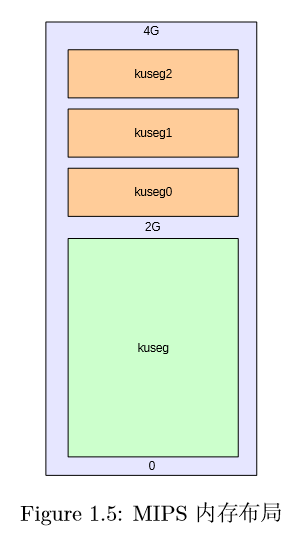 4G
kuseg2
kuseg1
kuseg0
2G
kuseg
0
Figure 1.5: MIPS 内存布局